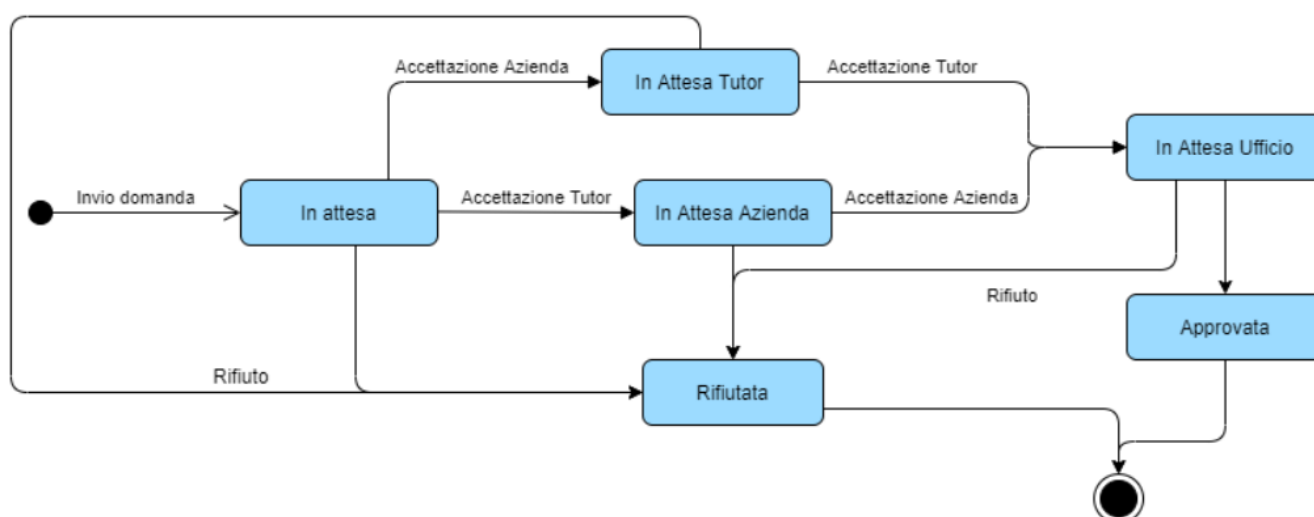 Accettazione Azienda
In Attesa Tutor
Accettazione Tutor
In Attesa Ufficio
Invio domanda
In attesa
Accettazione Tutor
In Attesa Azienda
Accettazione Azienda
Rifiuto
Approvata
Rifiuto
Rifiutata